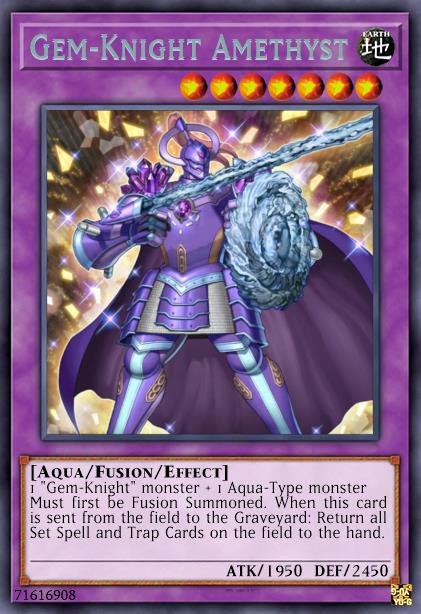 Gem-Knight Amethyst
EARTH
地
[Aqua/Fusion/Effect]
1 "Gem-Knight" monster + 1 Aqua-Type monster
Must first be Fusion Summoned. When this card
is sent from the field to the Graveyard: Return all
Set Spell and Trap Cards on the field to the hand.
ATK/1950 DEF/2450
71616908